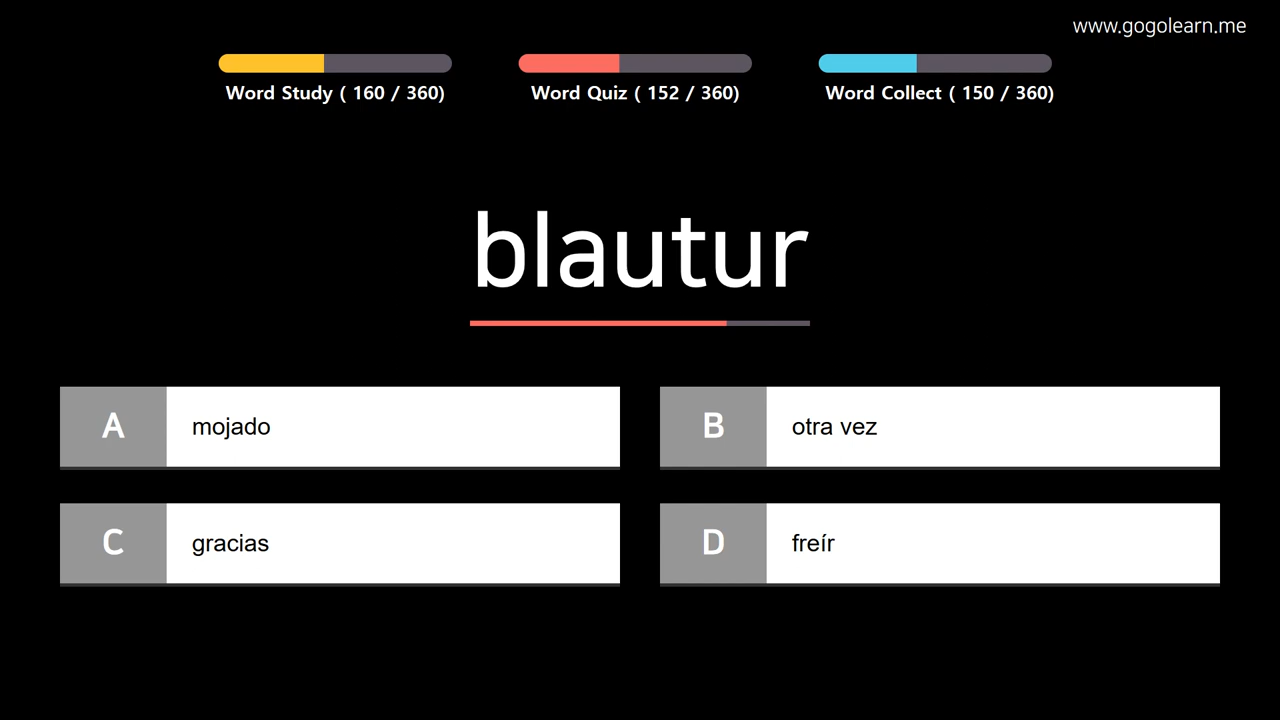 www.gogolearn.me
Word Study ( 160 / 360)
Word Quiz ( 152 / 360)
Word Collect ( 150 / 360)
blautur
A mojado
B otra vez
C gracias
D freír